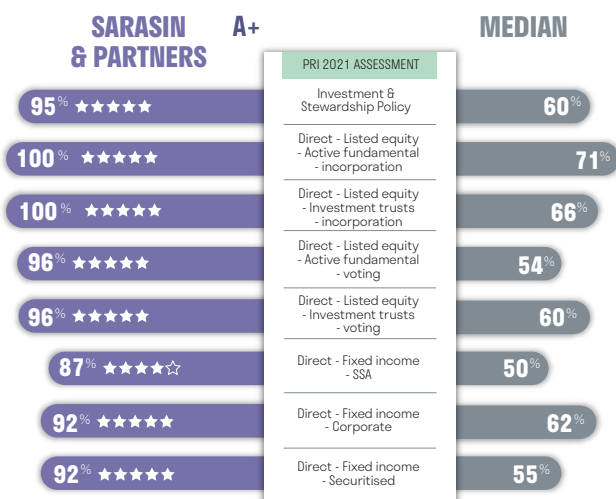 SARASIN
& PARTNERS
A+
MEDIAN
PRI 2021 ASSESSMENT
95% ★★★★★
Investment &
Stewardship Policy
60%
100% ★★★★★
Direct - Listed equity
- Active fundamental
- incorporation
71%
100% ★★★★★
Direct - Listed equity
- Investment trusts
- incorporation
66%
96% ★★★★★
Direct - Listed equity
- Active fundamental
- voting
54%
96% ★★★★★
Direct - Listed equity
- Investment trusts
- voting
60%
87% ★★★★☆
Direct - Fixed income
- SSA
50%
92% ★★★★★
Direct - Fixed income
- Corporate
62%
92% ★★★★★
Direct - Fixed income
- Securitised
55%